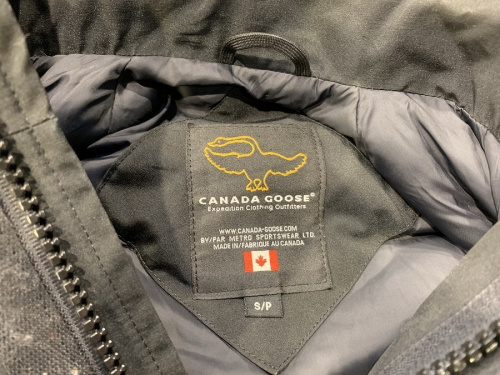 CANADA GOOSE®
Expedition Clothing Outfitters
WWW.CANADA-GOOSE.COM
BY/PAR METRO SPORTSWEAR LTD.
MADE IN/FABRIQUÉ AU CANADA
S/P